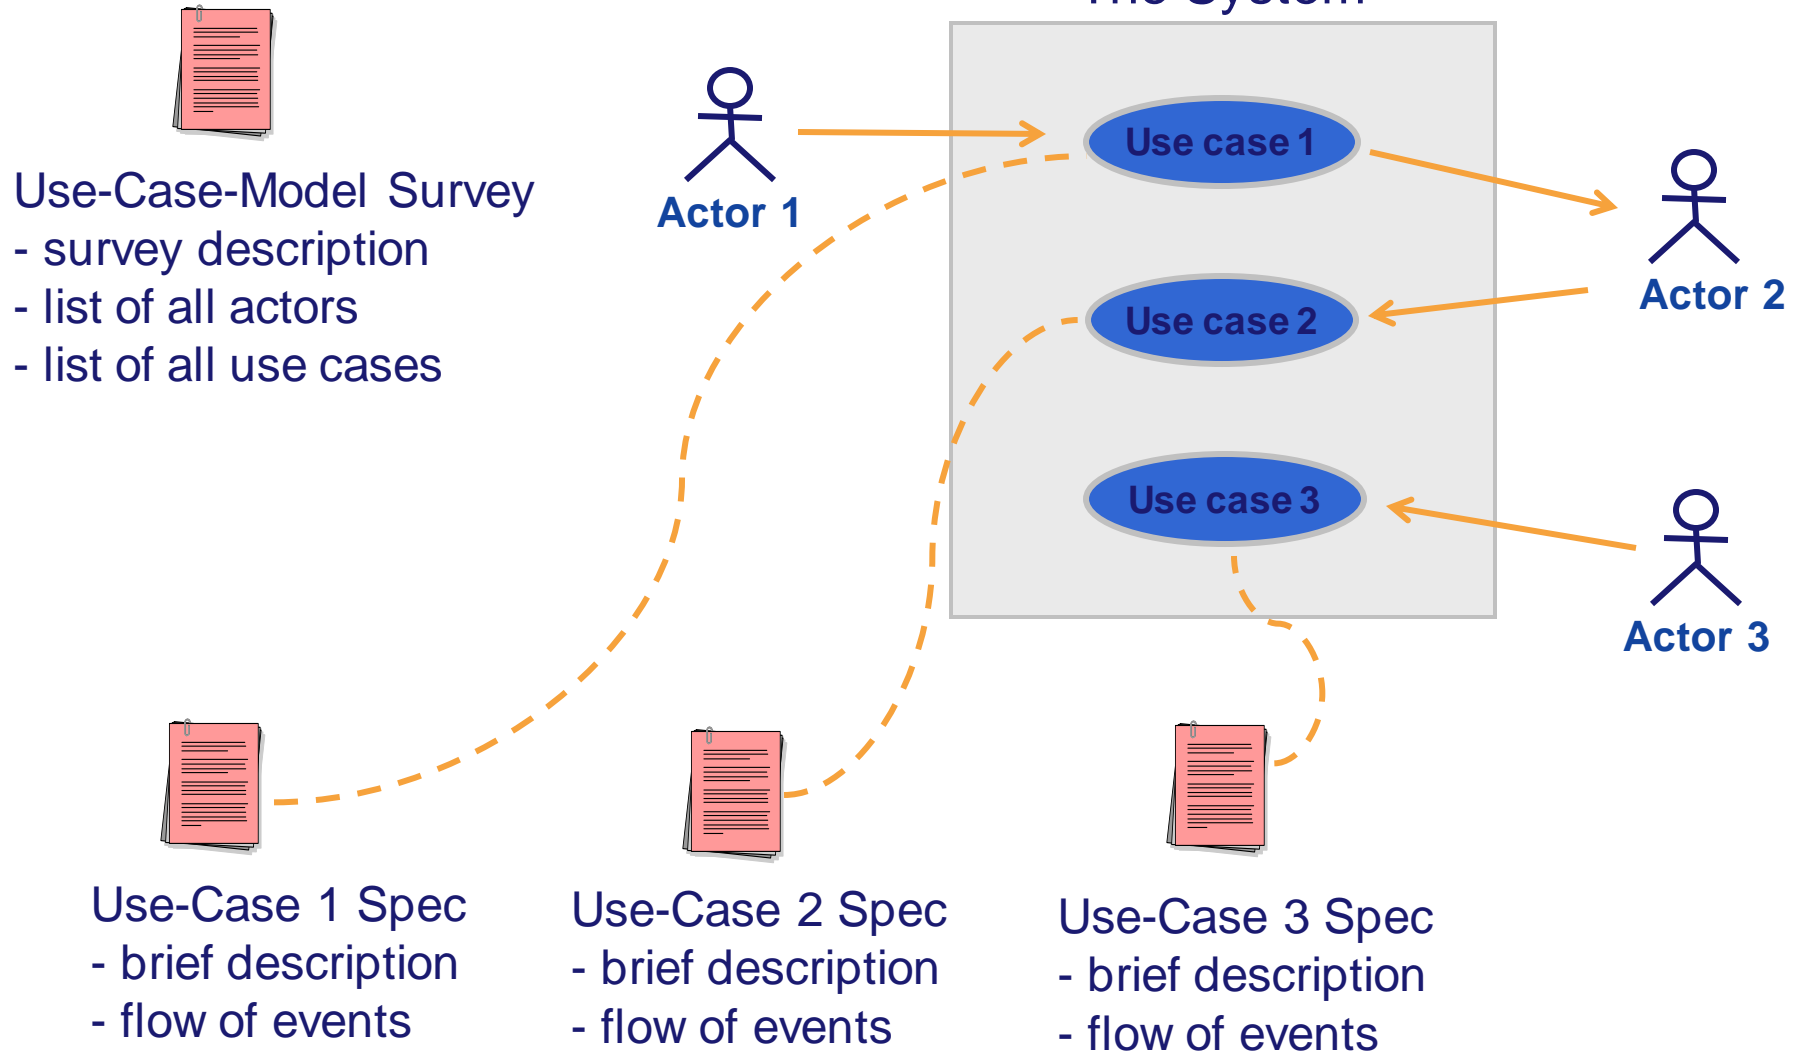 The System
Use case 1
Actor 1
Use-Case-Model Survey
- survey description
- list of all actors
- list of all use cases
Use case 2
Actor 2
Use case 3
Actor 3
Use-Case 1 Spec
- brief description
- flow of events
Use-Case 2 Spec
- brief description
- flow of events
Use-Case 3 Spec
- brief description
- flow of events